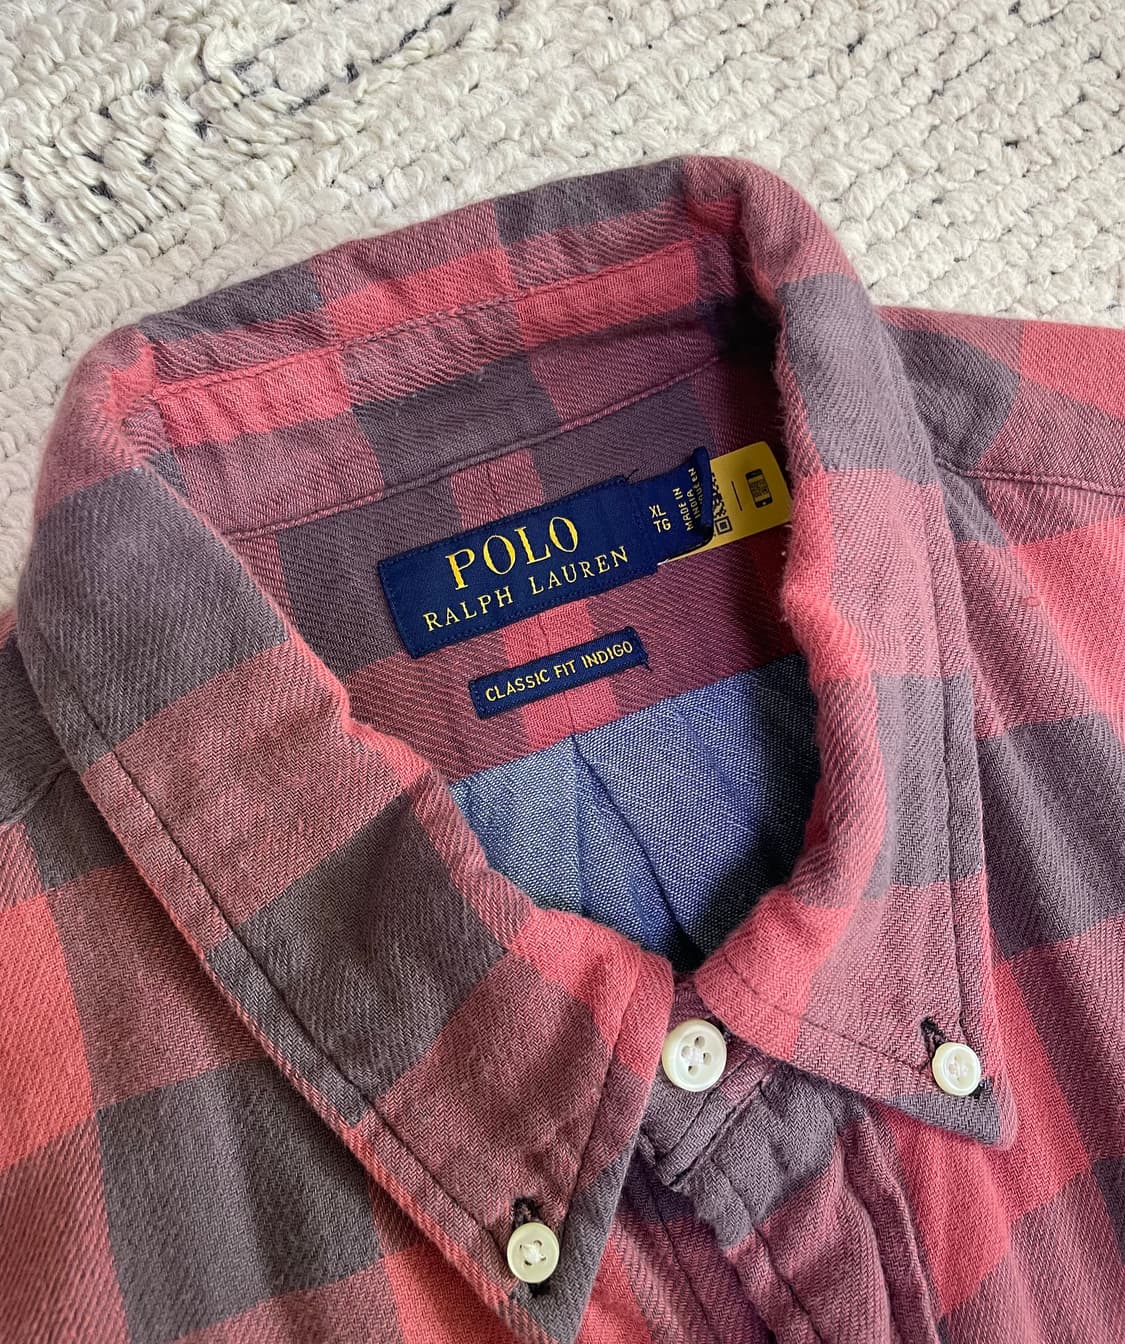 POLO
RALPH LAUREN
XL
TG
MADE IN
INDIA
CLASSIC FIT INDIGO